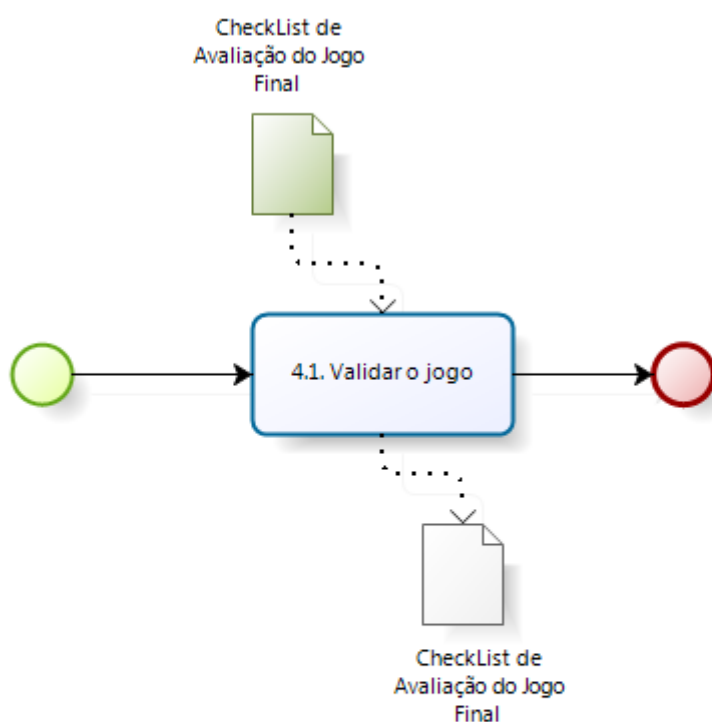 CheckList de
Avaliação do Jogo
Final
4.1. Validar o jogo
CheckList de
Avaliação do Jogo
Final